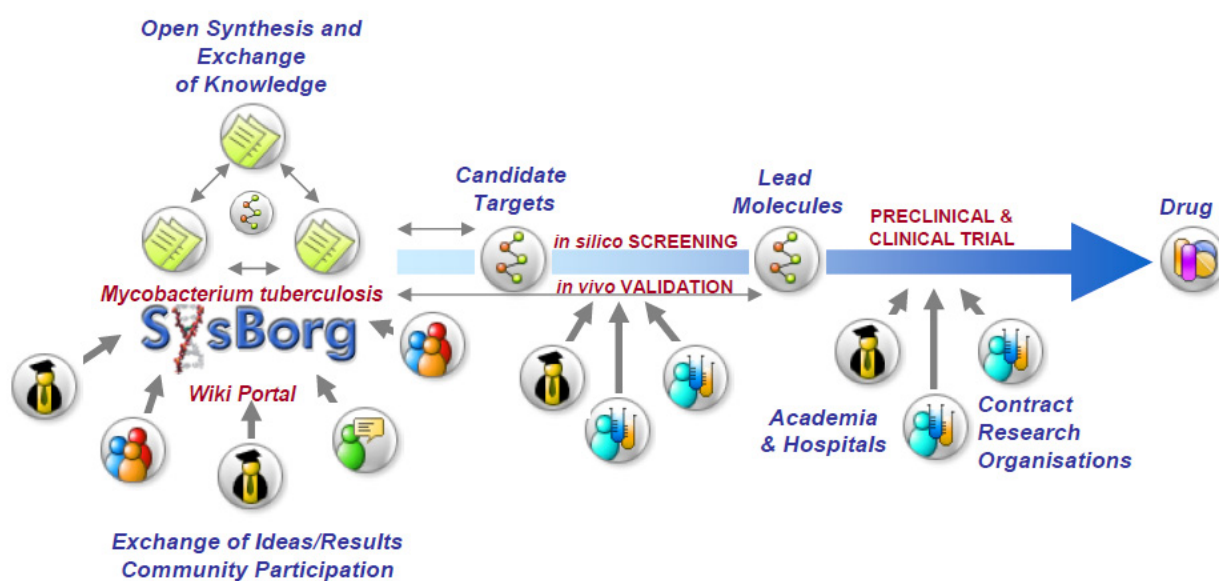 Open Synthesis and
Exchange
of Knowledge
Candidate
Targets
Lead
Molecules
PRECLINICAL &
CLINICAL TRIAL
Drug
in silico SCREENING
in vivo VALIDATION
Mycobacterium tuberculosis
SysBorg
Wiki Portal
Academia
& Hospitals
Contract
Research
Organisations
Exchange of Ideas/Results
Community Participation